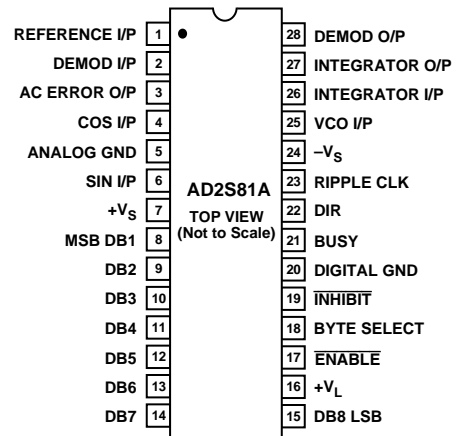 REFERENCE I/P 1 28 DEMOD O/P
DEMOD I/P 2 27 INTEGRATOR O/P
AC ERROR O/P 3 26 INTEGRATOR I/P
COS I/P 4 25 VCO I/P
ANALOG GND 5 24 –VS
SIN I/P 6 23 RIPPLE CLK
+VS 7 22 DIR
MSB DB1 8 21 BUSY
DB2 9 20 DIGITAL GND
DB3 10 19 INHIBIT
DB4 11 18 BYTE SELECT
DB5 12 17 ENABLE
DB6 13 16 +VL
DB7 14 15 DB8 LSB
AD2S81A
TOP VIEW
(Not to Scale)